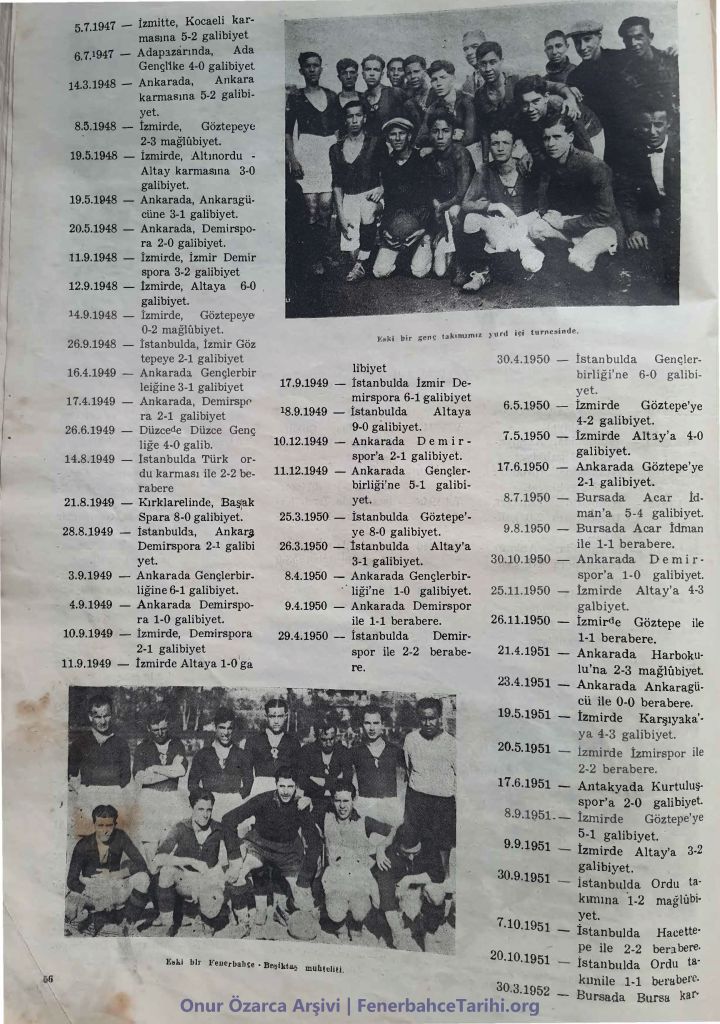 5.7.1947 — İzmitte, Kocaeli kar-
masına 5-2 galibiyet
6.7.1947 — Adapazarında, Ada
Gençlike 4-0 galibiyet
14.3.1948 — Ankarada, Ankara
karmasına 5-2 galibi-
yet.
8.5.1948 — İzmirde, Göztepeye
2-3 mağlûbiyet.
19.5.1948 — İzmirde, Altınordu -
Altay karmasına 3-0
galibiyet.
19.5.1948 — Ankarada, Ankaragü-
cüne 3-1 galibiyet.
20.5.1948 — Ankarada, Demirspo-
ra 2-0 galibiyet.
11.9.1948 — İzmirde, İzmir Demir
spora 3-2 galibiyet
12.9.1948 — İzmirde, Altaya 6-0
galibiyet.
14.9.1948 — İzmirde, Göztepeye
0-2 mağlûbiyet.
26.9.1948 — İstanbulda, İzmir Göz
tepeye 2-1 galibiyet
16.4.1949 — Ankarada Gençlerbir
leiğine 3-1 galibiyet
17.4.1949 — Ankarada, Demirspo
ra 2-1 galibiyet
26.6.1949 — Düzcede Düzce Genç
liğe 4-0 galib.
14.8.1949 — İstanbulda Türk or-
du karması ile 2-2 be-
rabere
21.8.1949 — Kırklarelinde, Başak
Spara 8-0 galibiyet.
28.8.1949 — İstanbulda, Ankara
Demirspora 2-1 galibi
yet.
3.9.1949 — Ankarada Gençlerbir-
liğine 6-1 galibiyet.
4.9.1949 — Ankarada Demirspo-
ra 1-0 galibiyet.
10.9.1949 — İzmirde, Demirspora
2-1 galibiyet
11.9.1949 — İzmirde Altaya 1-0 ga
Eski bir genç takımımız yurd içi turnesinde.
libiyet
17.9.1949 — İstanbulda İzmir De-
mirspora 6-1 galibiyet
18.9.1949 — İstanbulda Altaya
9-0 galibiyet.
10.12.1949 — Ankarada Demir-
spor'a 2-1 galibiyet.
11.12.1949 — Ankarada Gençler-
birliği'ne 5-1 galibi-
yet.
25.3.1950 — İstanbulda Göztepe'-
ye 8-0 galibiyet.
26.3.1950 — İstanbulda Altay'a
3-1 galibiyet.
8.4.1950 — Ankarada Gençlerbir-
liği'ne 1-0 galibiyet.
9.4.1950 — Ankarada Demirspor
ile 1-1 berabere.
29.4.1950 — İstanbulda Demir-
spor ile 2-2 berabe-
re.
30.4.1950 — İstanbulda Gençler-
birliği'ne 6-0 galibi-
yet.
6.5.1950 — İzmirde Göztepe'ye
4-2 galibiyet.
7.5.1950 — İzmirde Altay'a 4-0
galibiyet.
17.6.1950 — Ankarada Göztepe'ye
2-1 galibiyet.
8.7.1950 — Bursada Acar İd-
man'a 5-4 galibiyet.
9.8.1950 — Bursada Acar İdman
ile 1-1 berabere.
30.10.1950 — Ankarada Demir-
spor'a 1-0 galibiyet.
25.11.1950 — İzmirde Altay'a 4-3
galbiyet.
26.11.1950 — İzmirde Göztepe ile
1-1 berabere.
21.4.1951 — Ankarada Harboku-
lu'na 2-3 mağlûbiyet.
23.4.1951 — Ankarada Ankaragü-
cü ile 0-0 berabere.
19.5.1951 — İzmirde Karşıyaka'-
ya 4-3 galibiyet.
20.5.1951 — İzmirde İzmirspor ile
2-2 berabere.
17.6.1951 — Antakyada Kurtuluş-
spor'a 2-0 galibiyet.
8.9.1951.— İzmirde Göztepe'ye
5-1 galibiyet.
9.9.1951 — İzmirde Altay'a 3-2
galibiyet.
30.9.1951 — İstanbulda Ordu ta-
kımına 1-2 mağlûbi-
yet.
7.10.1951 — İstanbulda Hacette-
pe ile 2-2 berabere.
20.10.1951 — İstanbulda Ordu ta-
kımile 1-1 berabere.
30.3.1952 — Bursada Bursa kar-
Eski bir Fenerbahçe - Beşiktaş muhteliti.
56
Onur Özarca Arşivi | FenerbahceTarihi.org